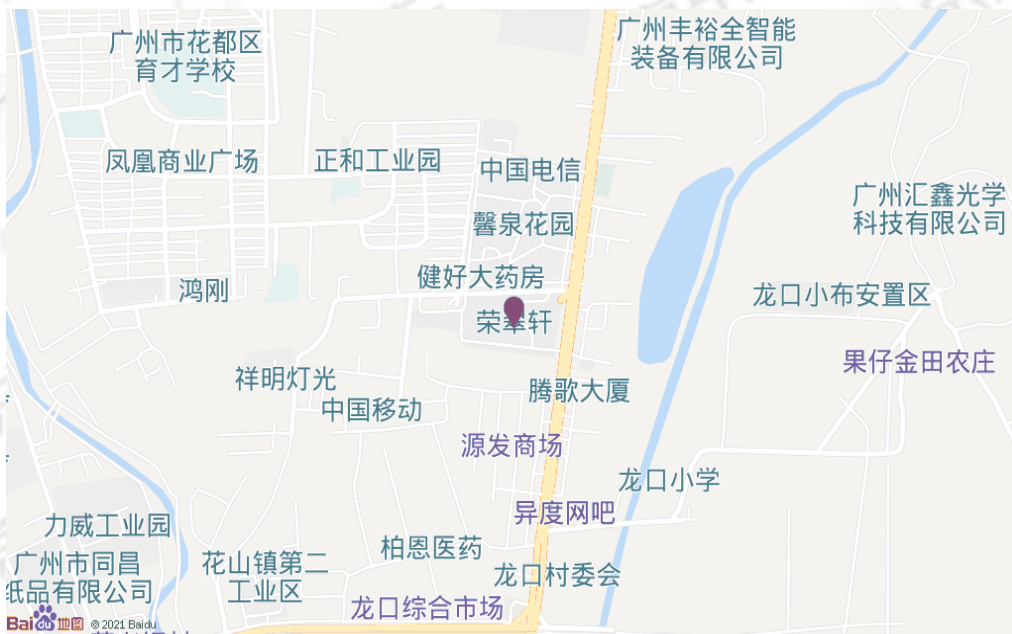 广州丰裕全智能
装备有限公司
广州市花都区
育才学校
凤凰商业广场
正和工业园
中国电信
广州汇鑫光学
科技有限公司
馨泉花园
健好大药房
鸿刚
龙口小布安置区
荣翠轩
果仔金田农庄
祥明灯光
腾歌大厦
中国移动
源发商场
龙口小学
异度网吧
力威工业园
柏恩医药
广州市同昌
纸品有限公司
花山镇第二
工业区
龙口村委会
龙口综合市场
Bai du 地图 © 2021 Baidu